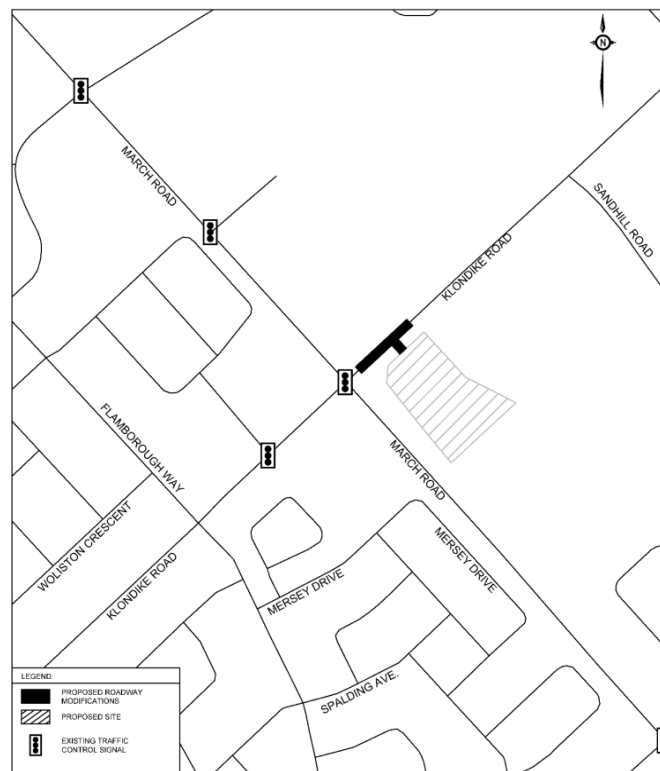 N
MARCH ROAD
SANDHILL ROAD
KLONDIKE ROAD
FLAMBOROUGH WAY
MARCH ROAD
WOLISTON CRESCENT
KLONDIKE ROAD
MERSEY DRIVE
MERSEY DRIVE
SPALDING AVE.
LEGEND:
PROPOSED ROADWAY
MODIFICATIONS
PROPOSED SITE
EXISTING TRAFFIC
CONTROL SIGNAL